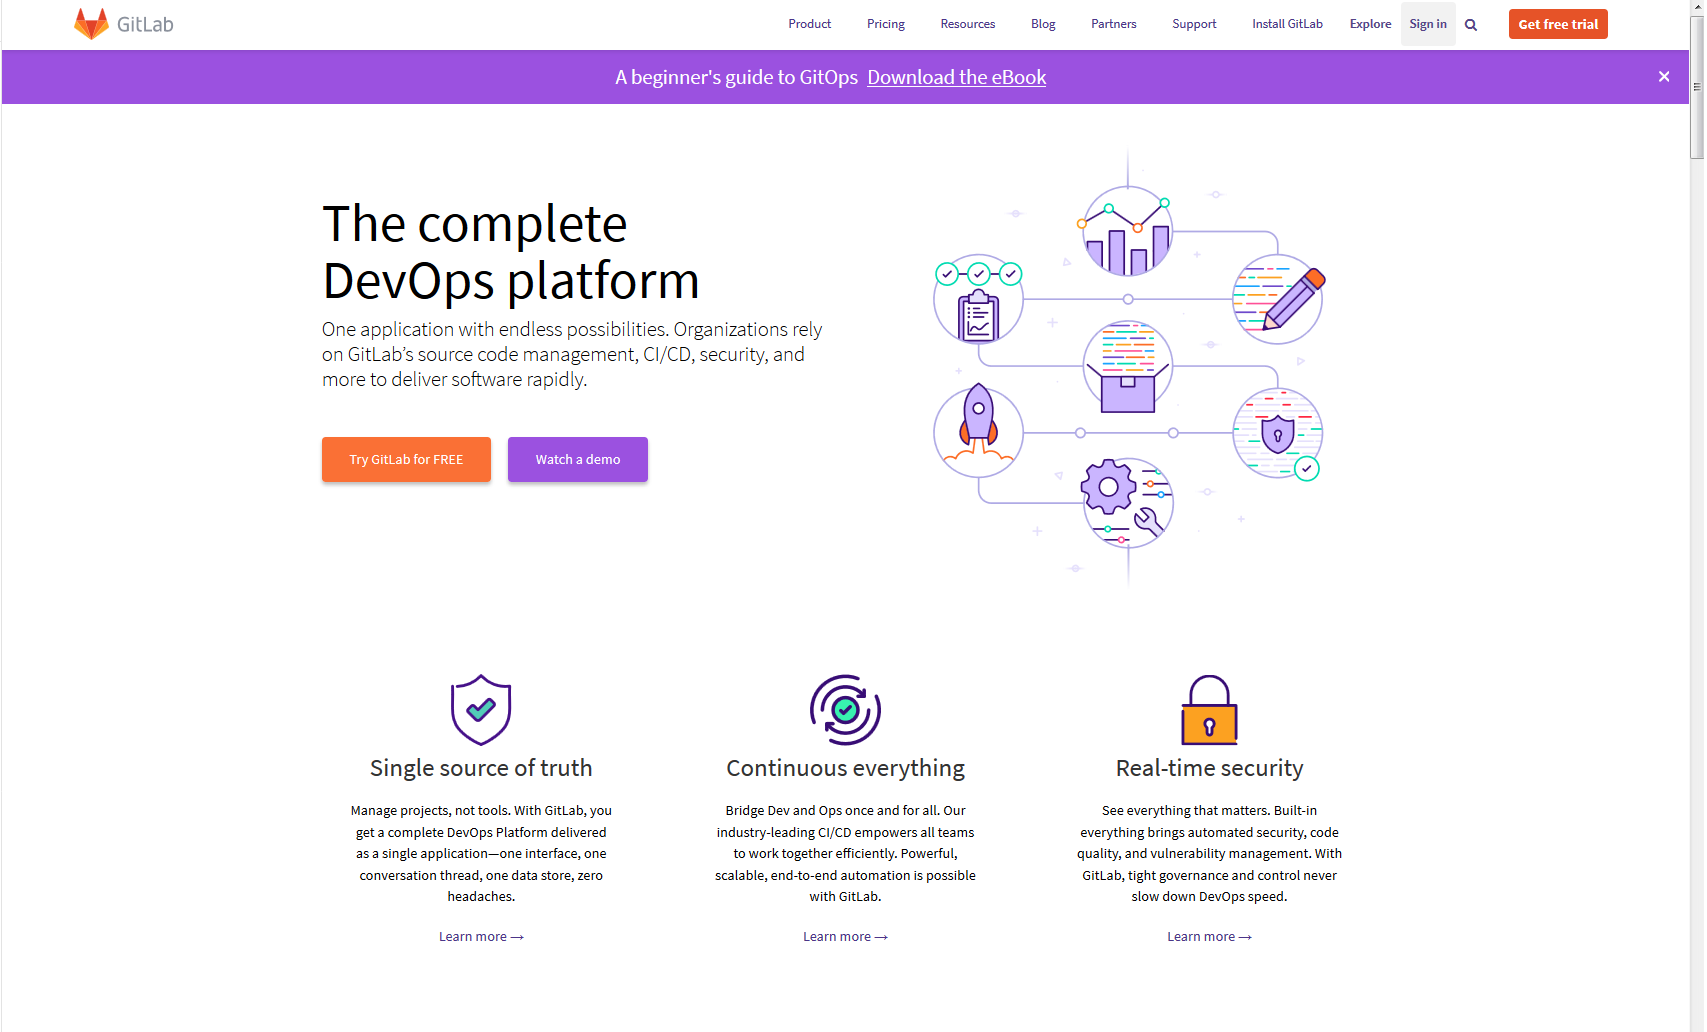 GitLab
Product Pricing Resources Blog Partners Support Install GitLab Explore Sign in Get free trial
A beginner's guide to GitOps Download the eBook
The complete
DevOps platform
One application with endless possibilities. Organizations rely
on GitLab’s source code management, CI/CD, security, and
more to deliver software rapidly.
Try GitLab for FREE Watch a demo
Single source of truth
Manage projects, not tools. With GitLab, you
get a complete DevOps Platform delivered
as a single application—one interface, one
conversation thread, one data store, zero
headaches.
Learn more →
Continuous everything
Bridge Dev and Ops once and for all. Our
industry-leading CI/CD empowers all teams
to work together efficiently. Powerful,
scalable, end-to-end automation is possible
with GitLab.
Learn more →
Real-time security
See everything that matters. Built-in
everything brings automated security, code
quality, and vulnerability management. With
GitLab, tight governance and control never
slow down DevOps speed.
Learn more →